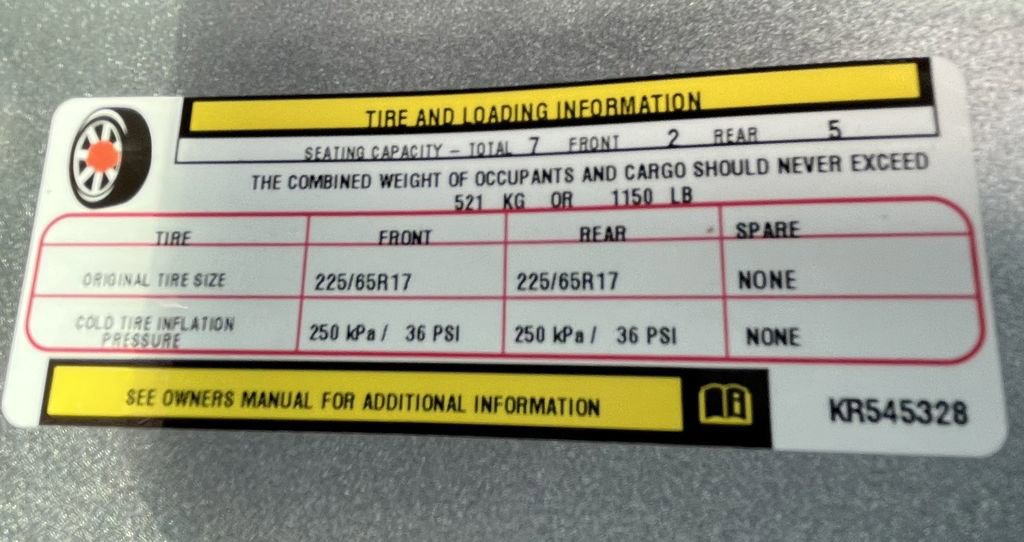 TIRE AND LOADING INFORMATION
SEATING CAPACITY – TOTAL 7 FRONT 2 REAR 5
THE COMBINED WEIGHT OF OCCUPANTS AND CARGO SHOULD NEVER EXCEED
521 KG OR 1150 LB
TIRE FRONT REAR SPARE
ORIGINAL TIRE SIZE 225/65R17 225/65R17 NONE
COLD TIRE INFLATION
PRESSURE 250 kPa / 36 PSI 250 kPa / 36 PSI NONE
SEE OWNERS MANUAL FOR ADDITIONAL INFORMATION
KR545328